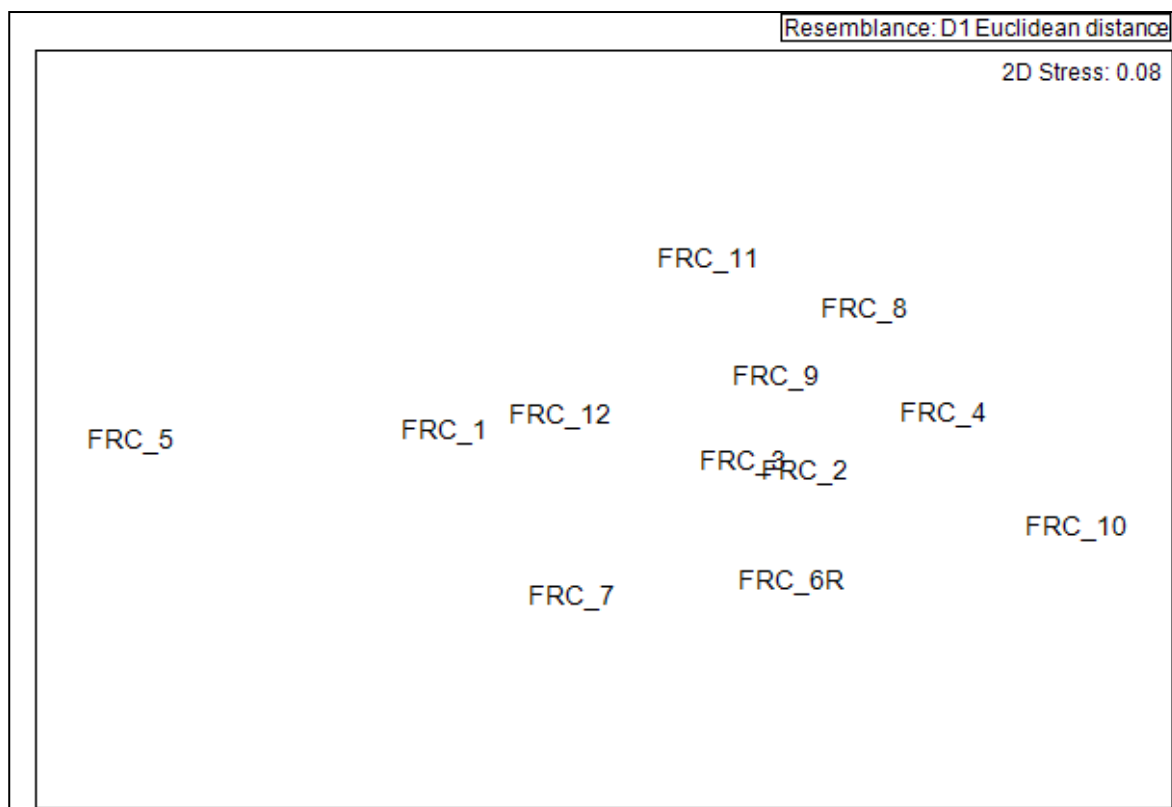 Resemblance: D1 Euclidean distance
2D Stress: 0.08
FRC_11
FRC_8
FRC_9
FRC_4
FRC_12
FRC_1
FRC_5
FRC_3
FRC_2
FRC_10
FRC_6R
FRC_7